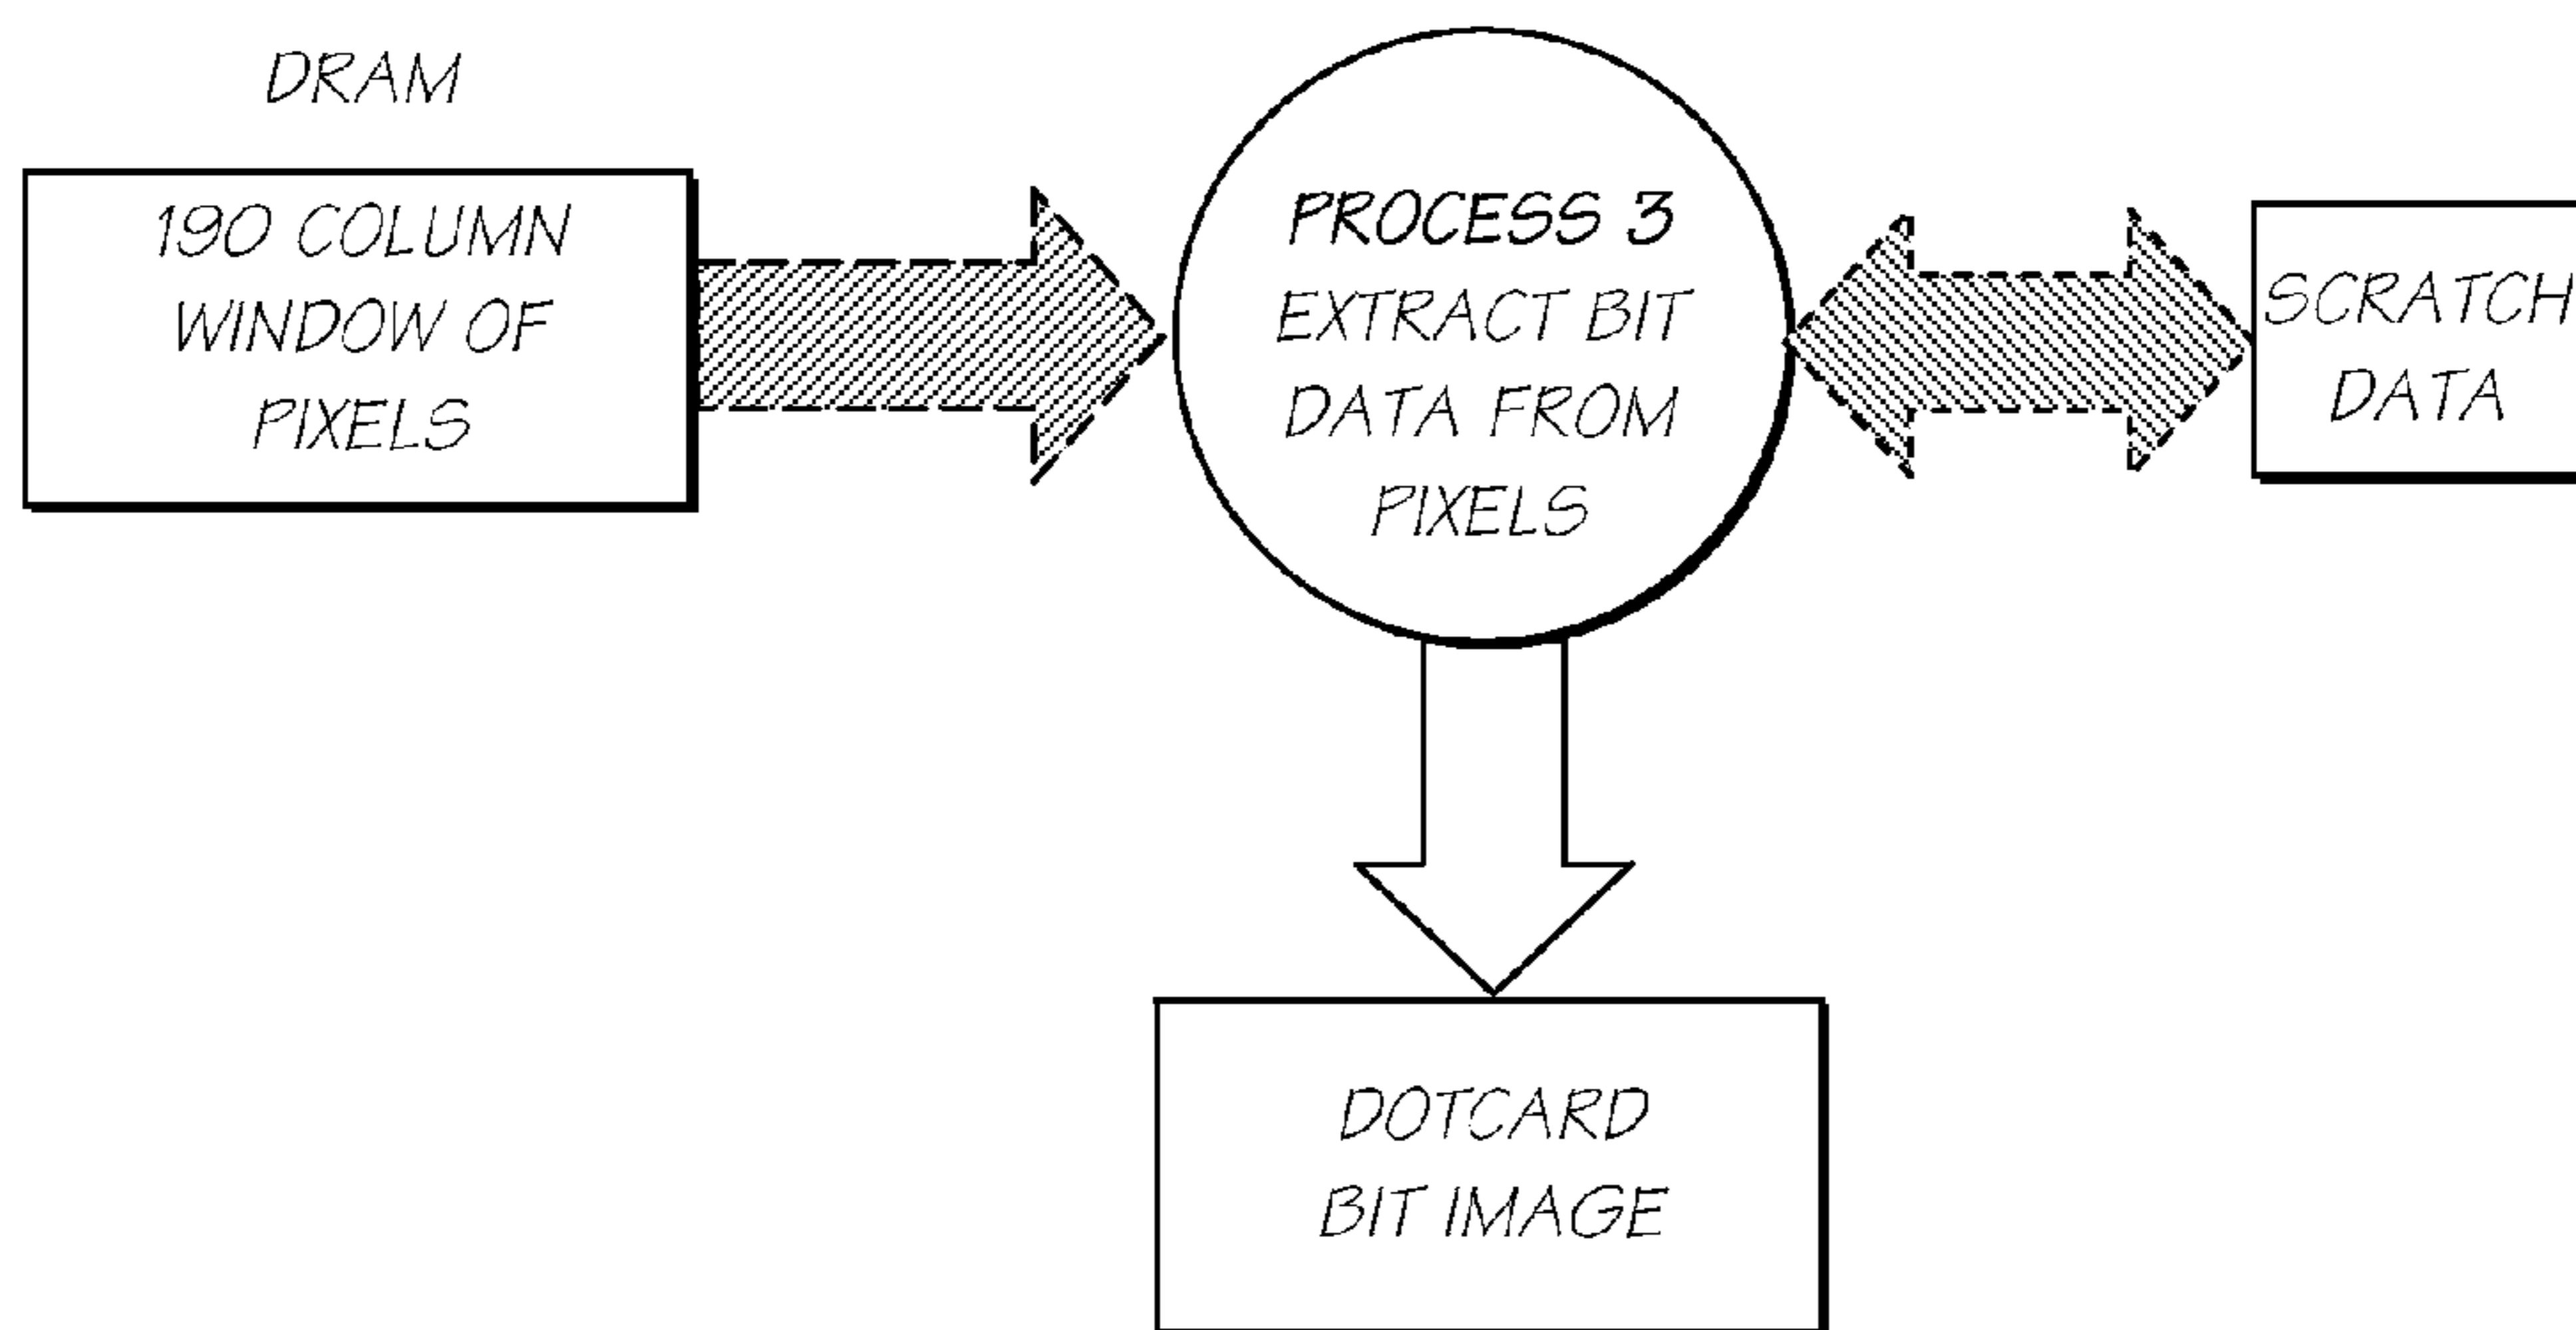 DRAM
190 COLUMN
WINDOW OF
PIXELS
PROCESS 3
EXTRACT BIT
DATA FROM
PIXELS
SCRATCH
DATA
DOTCARD
BIT IMAGE